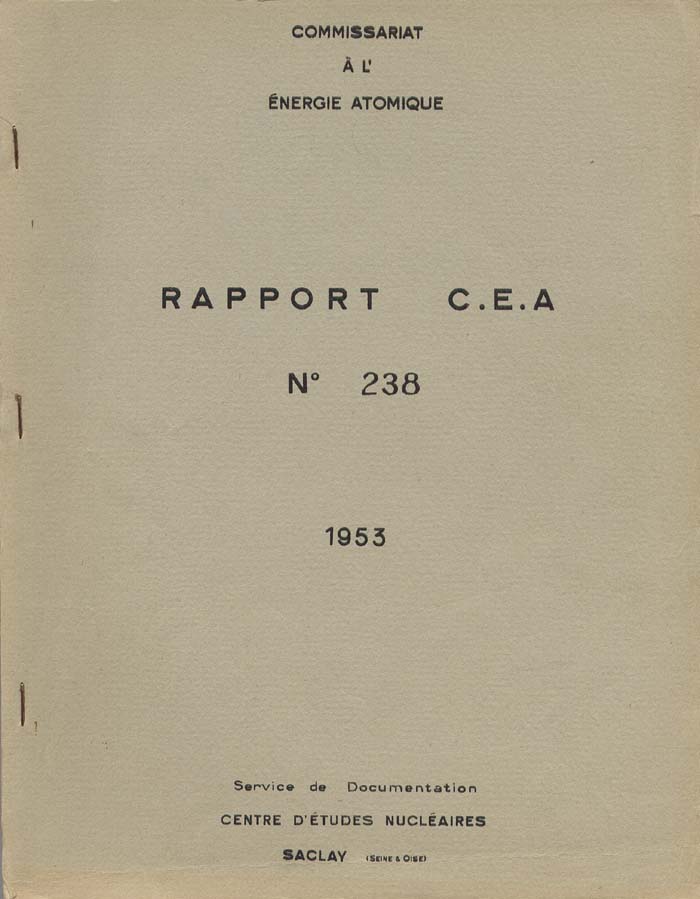 COMMISSARIAT
À L'
ÉNERGIE ATOMIQUE
RAPPORT C.E.A
N° 238
1953
Service de Documentation
CENTRE D'ÉTUDES NUCLÉAIRES
SACLAY (SEINE & OISE)